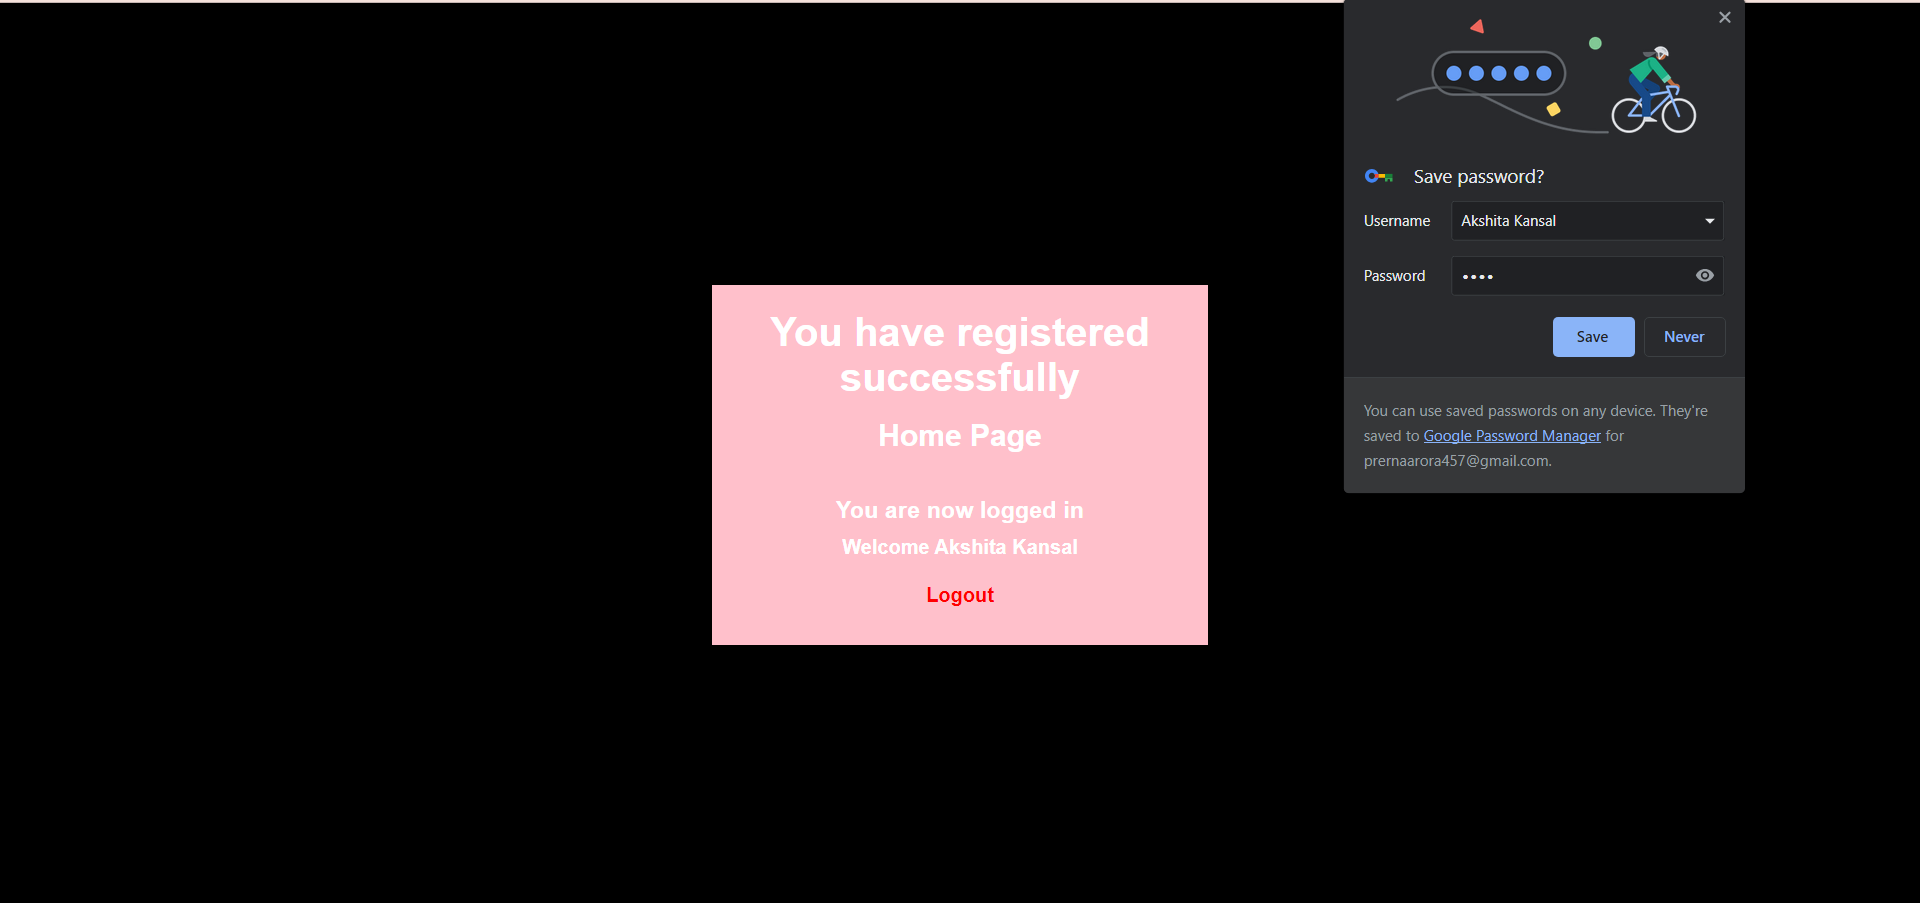 You have registered
successfully
Home Page
You are now logged in
Welcome Akshita Kansal
Logout
Save password?
Username Akshita Kansal
Password ••••
Save Never
You can use saved passwords on any device. They're
saved to Google Password Manager for
prernaarora457@gmail.com.